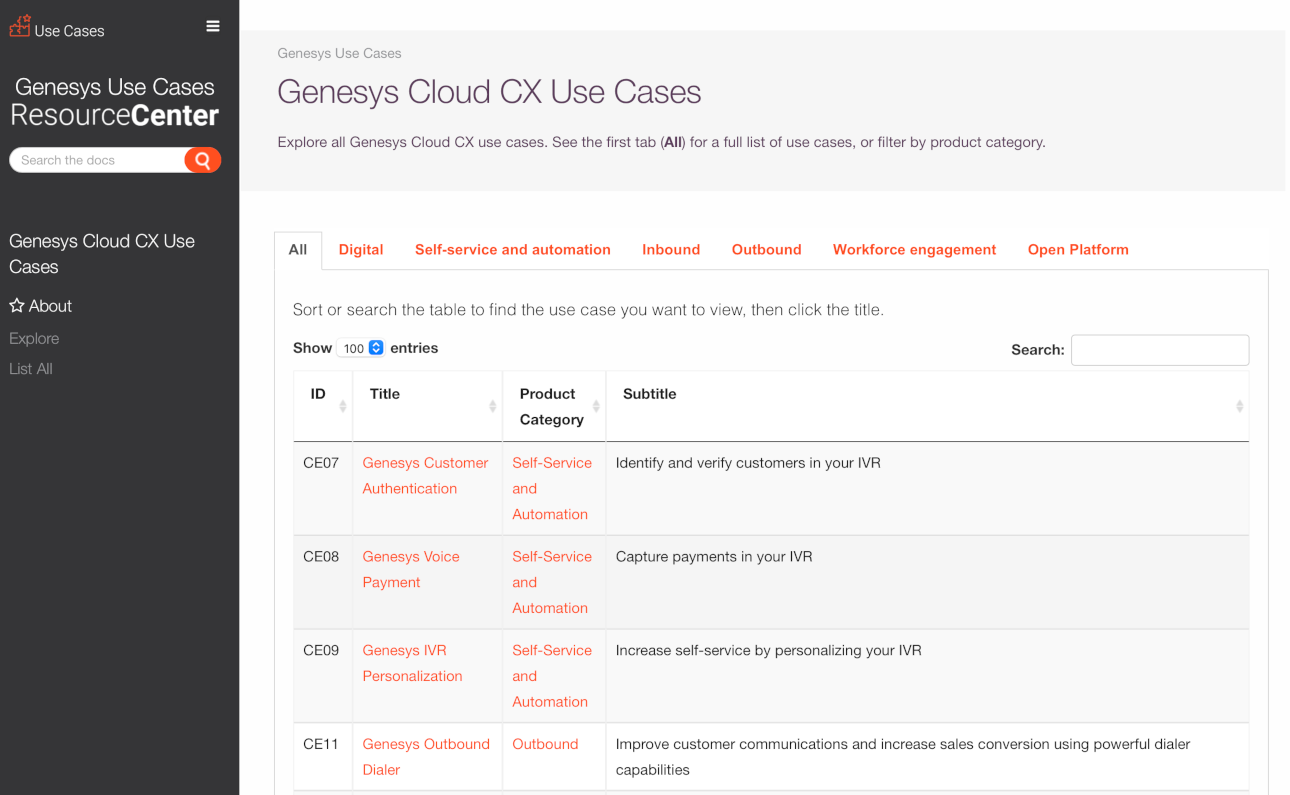 Use Cases
Genesys Use Cases
ResourceCenter
Search the docs
Genesys Cloud CX Use
Cases
About
Explore
List All
Genesys Use Cases
Genesys Cloud CX Use Cases
Explore all Genesys Cloud CX use cases. See the first tab (All) for a full list of use cases, or filter by product category.
All Digital Self-service and automation Inbound Outbound Workforce engagement Open Platform
Sort or search the table to find the use case you want to view, then click the title.
Show 100 entries Search:
ID Title Product Category Subtitle
CE07 Genesys Customer Self-Service Identify and verify customers in your IVR
Authentication and
Automation
CE08 Genesys Voice Self-Service Capture payments in your IVR
Payment and
Automation
CE09 Genesys IVR Self-Service Increase self-service by personalizing your IVR
Personalization and
Automation
CE11 Genesys Outbound Outbound Improve customer communications and increase sales conversion using powerful dialer
Dialer capabilities